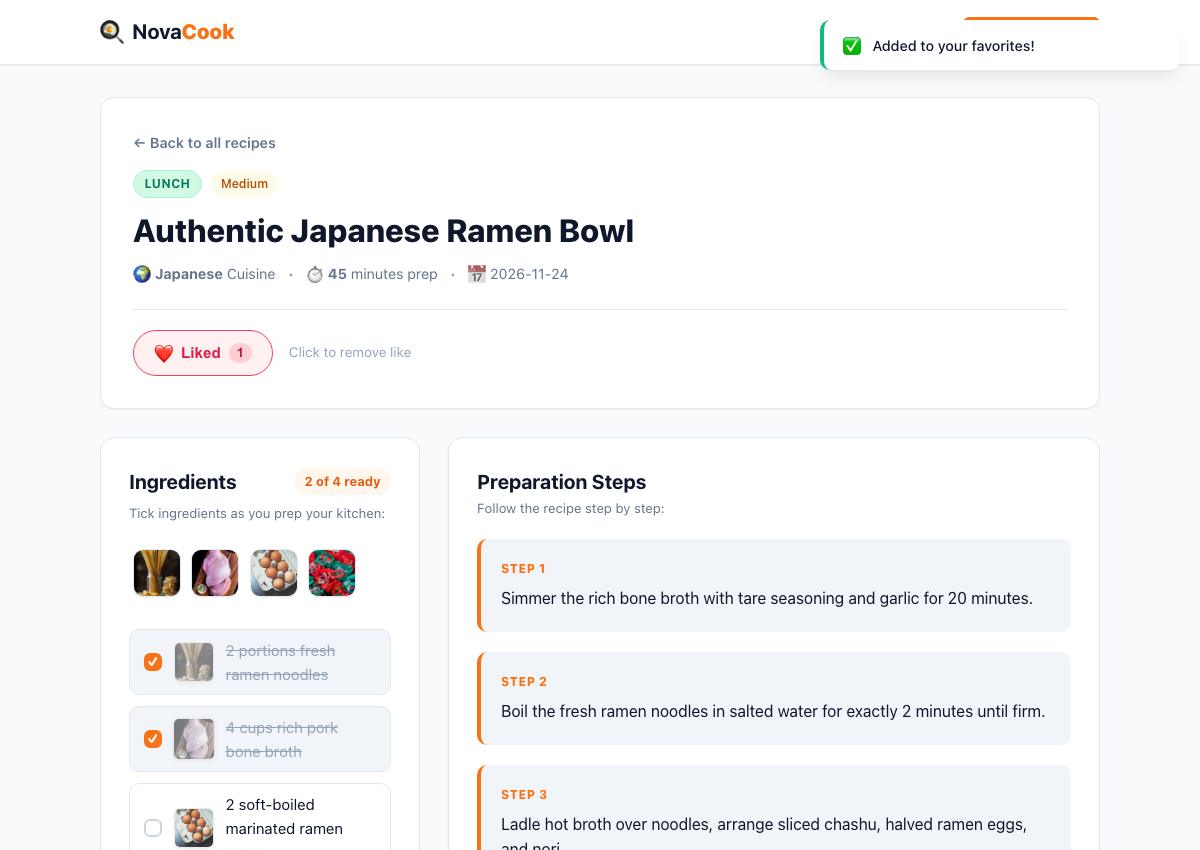 NovaCook
Added to your favorites!
← Back to all recipes
LUNCH Medium
Authentic Japanese Ramen Bowl
Japanese Cuisine • 45 minutes prep • 2026-11-24
Liked 1 Click to remove like
Ingredients 2 of 4 ready
Tick ingredients as you prep your kitchen:
2 portions fresh
ramen noodles
4 cups rich pork
bone broth
2 soft-boiled
marinated ramen
Preparation Steps
Follow the recipe step by step:
STEP 1
Simmer the rich bone broth with tare seasoning and garlic for 20 minutes.
STEP 2
Boil the fresh ramen noodles in salted water for exactly 2 minutes until firm.
STEP 3
Ladle hot broth over noodles, arrange sliced chashu, halved ramen eggs,
and nori